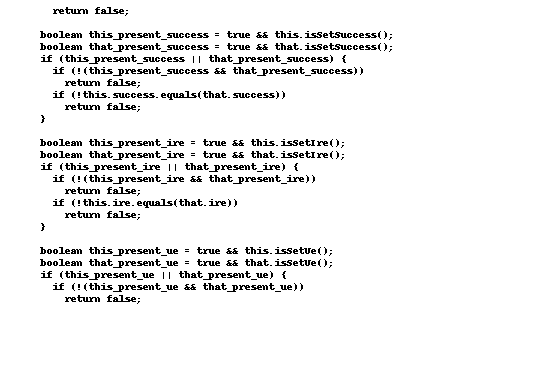 return false;
boolean this_present_success = true && this.isSetSuccess();
boolean that_present_success = true && that.isSetSuccess();
if (this_present_success || that_present_success) {
if (!(this_present_success && that_present_success))
return false;
if (!this.success.equals(that.success))
return false;
}
boolean this_present_ire = true && this.isSetIre();
boolean that_present_ire = true && that.isSetIre();
if (this_present_ire || that_present_ire) {
if (!(this_present_ire && that_present_ire))
return false;
if (!this.ire.equals(that.ire))
return false;
}
boolean this_present_ue = true && this.isSetUe();
boolean that_present_ue = true && that.isSetUe();
if (this_present_ue || that_present_ue) {
if (!(this_present_ue && that_present_ue))
return false;